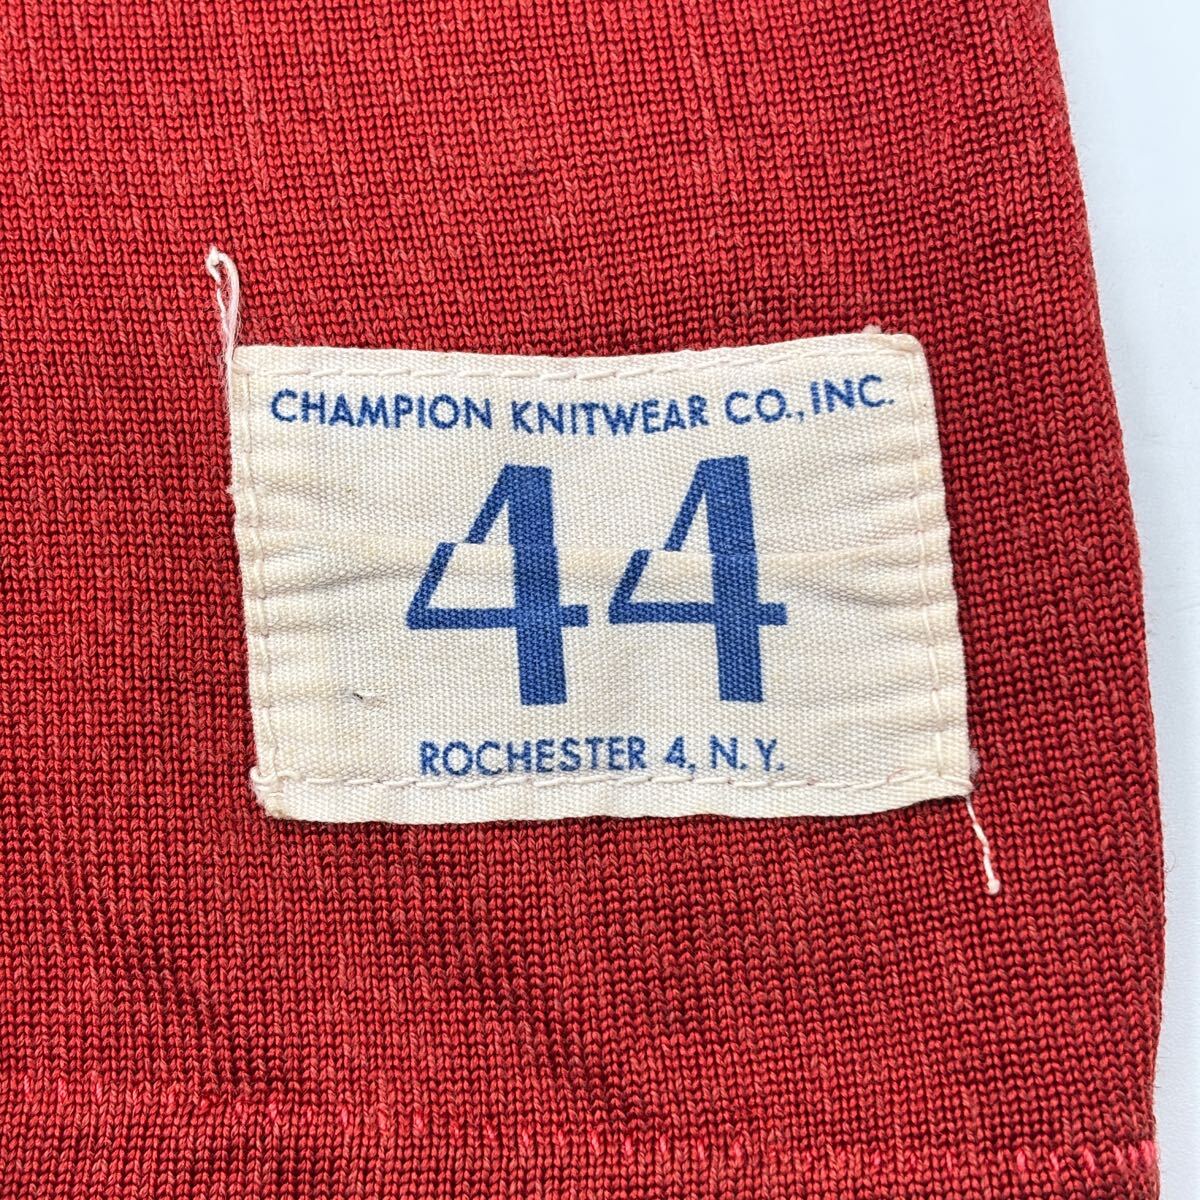 CHAMPION KNITWEAR CO., INC.
44
ROCHESTER 4, N.Y.